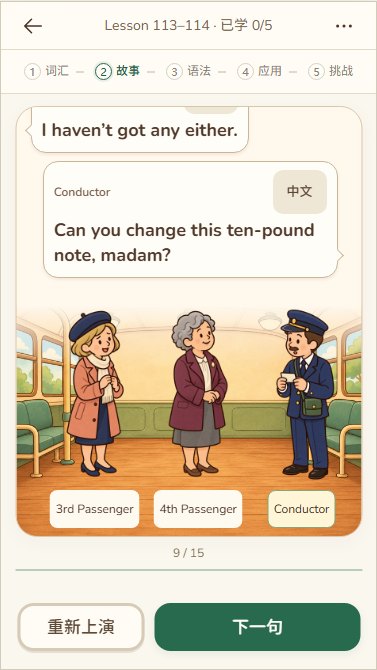 Lesson 113–114 · 已学 0/5
1 词汇 – 2 故事 – 3 语法 – 4 应用 – 5 挑战
I haven’t got any either.
Conductor
中文
Can you change this ten-pound
note, madam?
3rd Passenger
4th Passenger
Conductor
9 / 15
重新上演
下一句